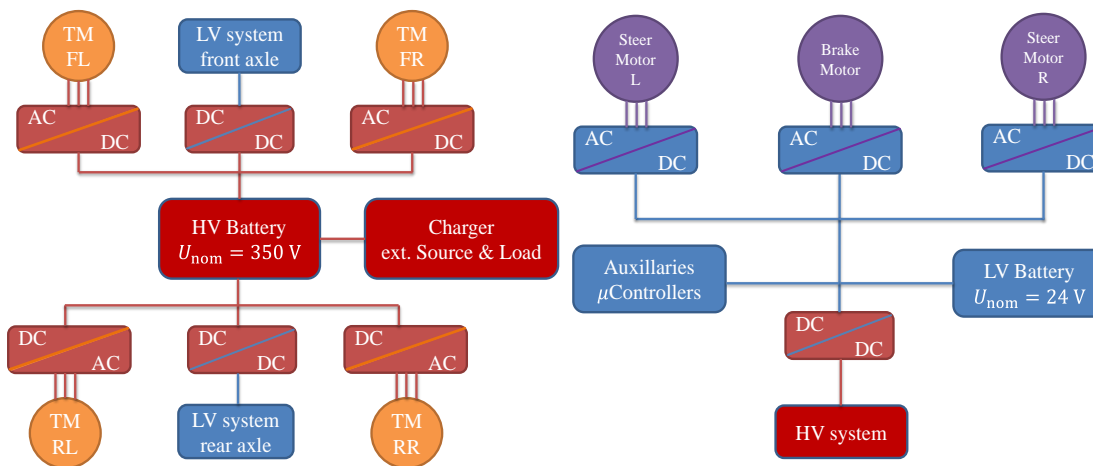 TM
FL
LV system
front axle
TM
FR
AC
DC
DC
DC
AC
DC
HV Battery
U_nom = 350 V
Charger
ext. Source & Load
DC
AC
DC
DC
DC
AC
TM
RL
LV system
rear axle
TM
RR
Steer
Motor
L
Brake
Motor
Steer
Motor
R
AC
DC
AC
DC
AC
DC
Auxillaries
μControllers
LV Battery
U_nom = 24 V
DC
DC
HV system